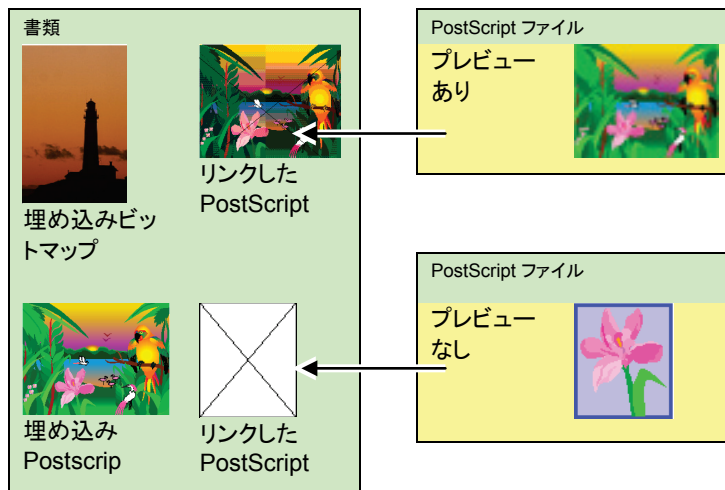 書類
リンクした
PostScript
埋め込みビッ
トマップ
埋め込み
Postscrip
リンクした
PostScript
PostScript ファイル
プレビュー
あり
PostScript ファイル
プレビュー
なし